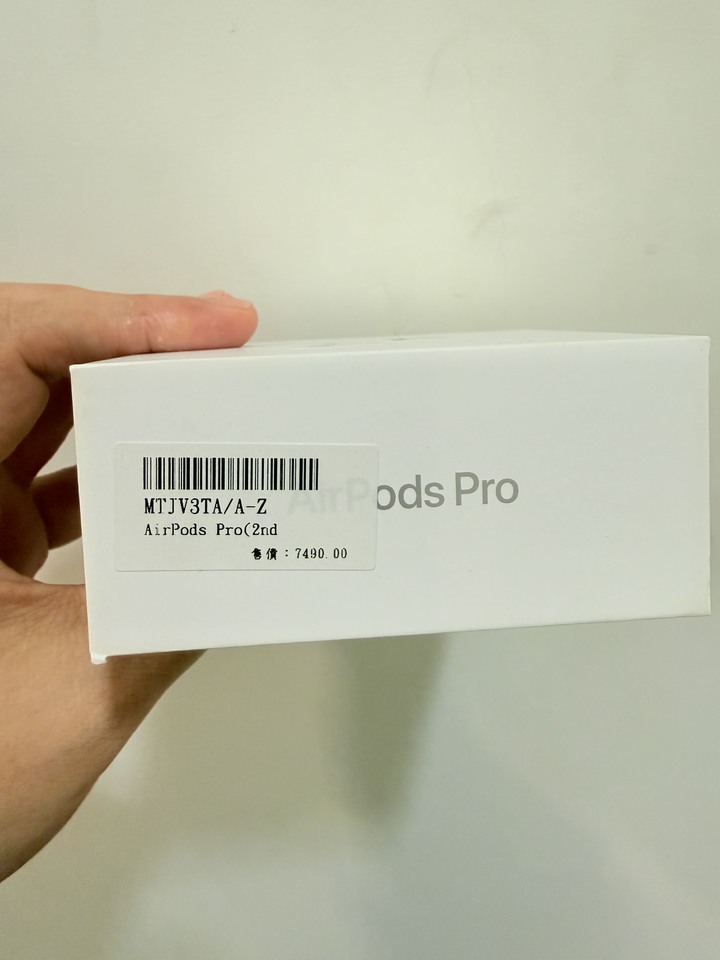 AirPods Pro
MTJV3TA/A-Z
AirPods Pro(2nd
售價：7490.00